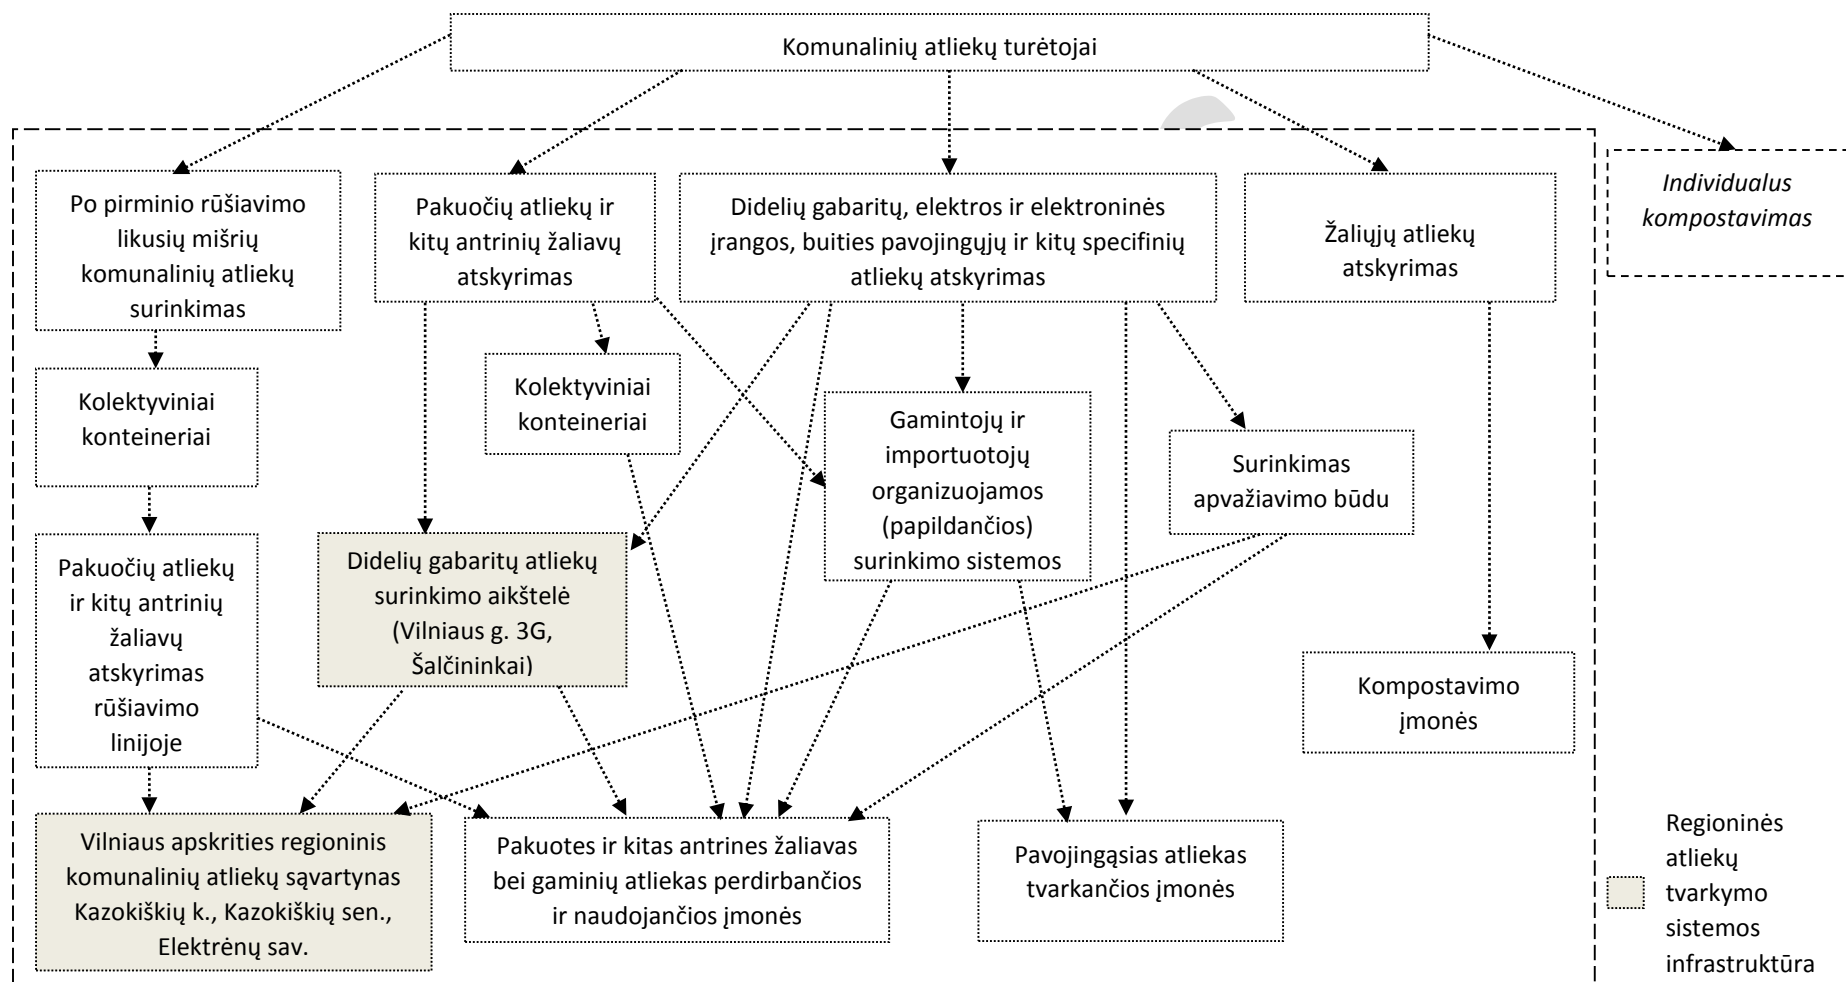 Komunalinių atliekų turėtojai
Po pirminio rūšiavimo
likusių mišrių
komunalinių atliekų
surinkimas
Pakuočių atliekų ir
kitų antrinių žaliavų
atskyrimas
Didelių gabaritų, elektros ir elektroninės
įrangos, buities pavojingųjų ir kitų specifinių
atliekų atskyrimas
Žaliųjų atliekų
atskyrimas
Individualus
kompostavimas
Kolektyviniai
konteineriai
Kolektyviniai
konteineriai
Gamintojų ir
importuotojų
organizuojamos
(papildančios)
surinkimo sistemos
Surinkimas
apvažiavimo būdu
Pakuočių atliekų
ir kitų antrinių
žaliavų
atskyrimas
rūšiavimo
linijoje
Didelių gabaritų atliekų
surinkimo aikštelė
(Vilniaus g. 3G,
Šalčininkai)
Kompostavimo
įmonės
Vilniaus apskrities regioninis
komunalinių atliekų sąvartynas
Kazokiškių k., Kazokiškių sen.,
Elektrėnų sav.
Pakuotes ir kitas antrines žaliavas
bei gaminių atliekas perdirbančios
ir naudojančios įmonės
Pavojingąsias atliekas
tvarkančios įmonės
Regioninės
atliekų
tvarkymo
sistemos
infrastruktūra